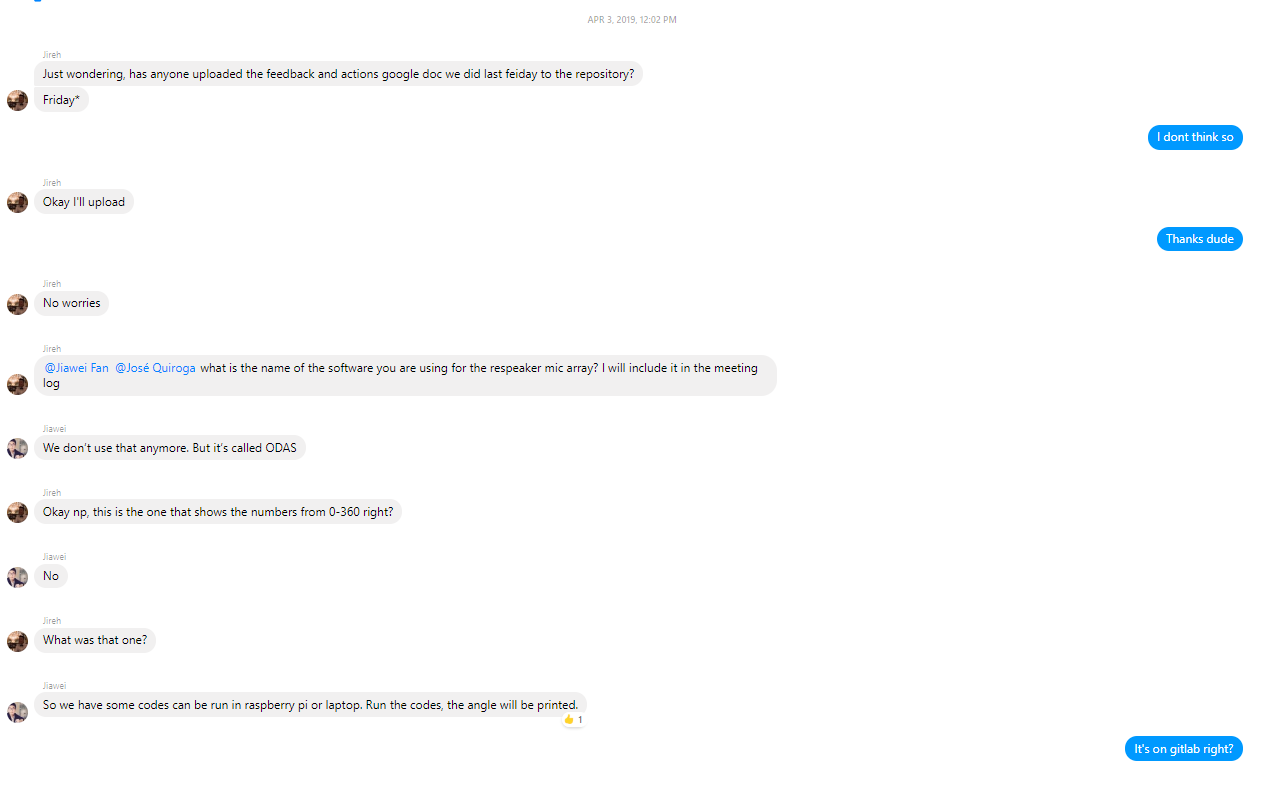 APR 3, 2019, 12:02 PM
Jireh
Just wondering, has anyone uploaded the feedback and actions google doc we did last feiday to the repository?
Friday*
I dont think so
Jireh
Okay I'll upload
Thanks dude
Jireh
No worries
Jireh
@Jiawei Fan @José Quiroga what is the name of the software you are using for the respeaker mic array? I will include it in the meeting
log
Jiawei
We don't use that anymore. But it's called ODAS
Jireh
Okay np, this is the one that shows the numbers from 0-360 right?
Jiawei
No
Jireh
What was that one?
Jiawei
So we have some codes can be run in raspberry pi or laptop. Run the codes, the angle will be printed.
1
It's on gitlab right?